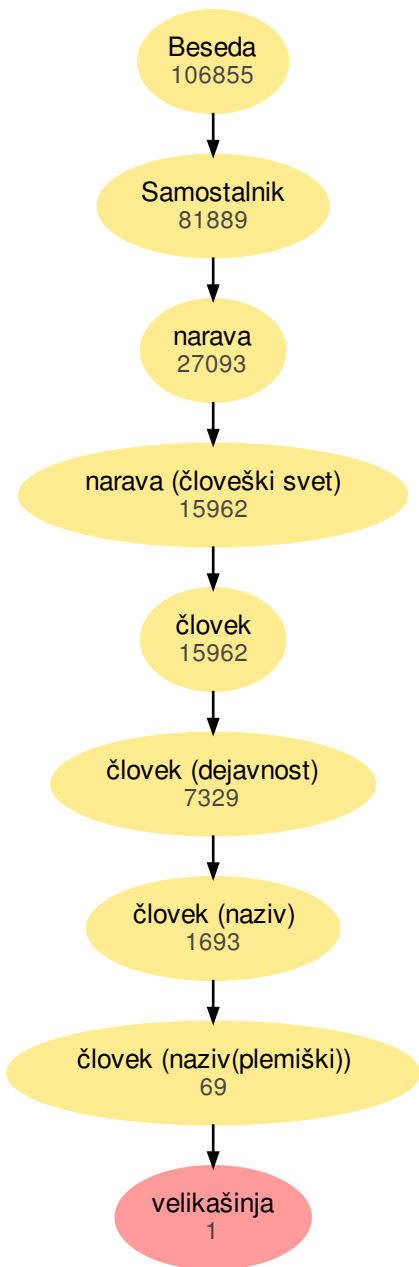 Beseda
106855
Samostalnik
81889
narava
27093
narava (človeški svet)
15962
človek
15962
človek (dejavnost)
7329
človek (naziv)
1693
človek (naziv(plemiški))
69
velikašinja
1